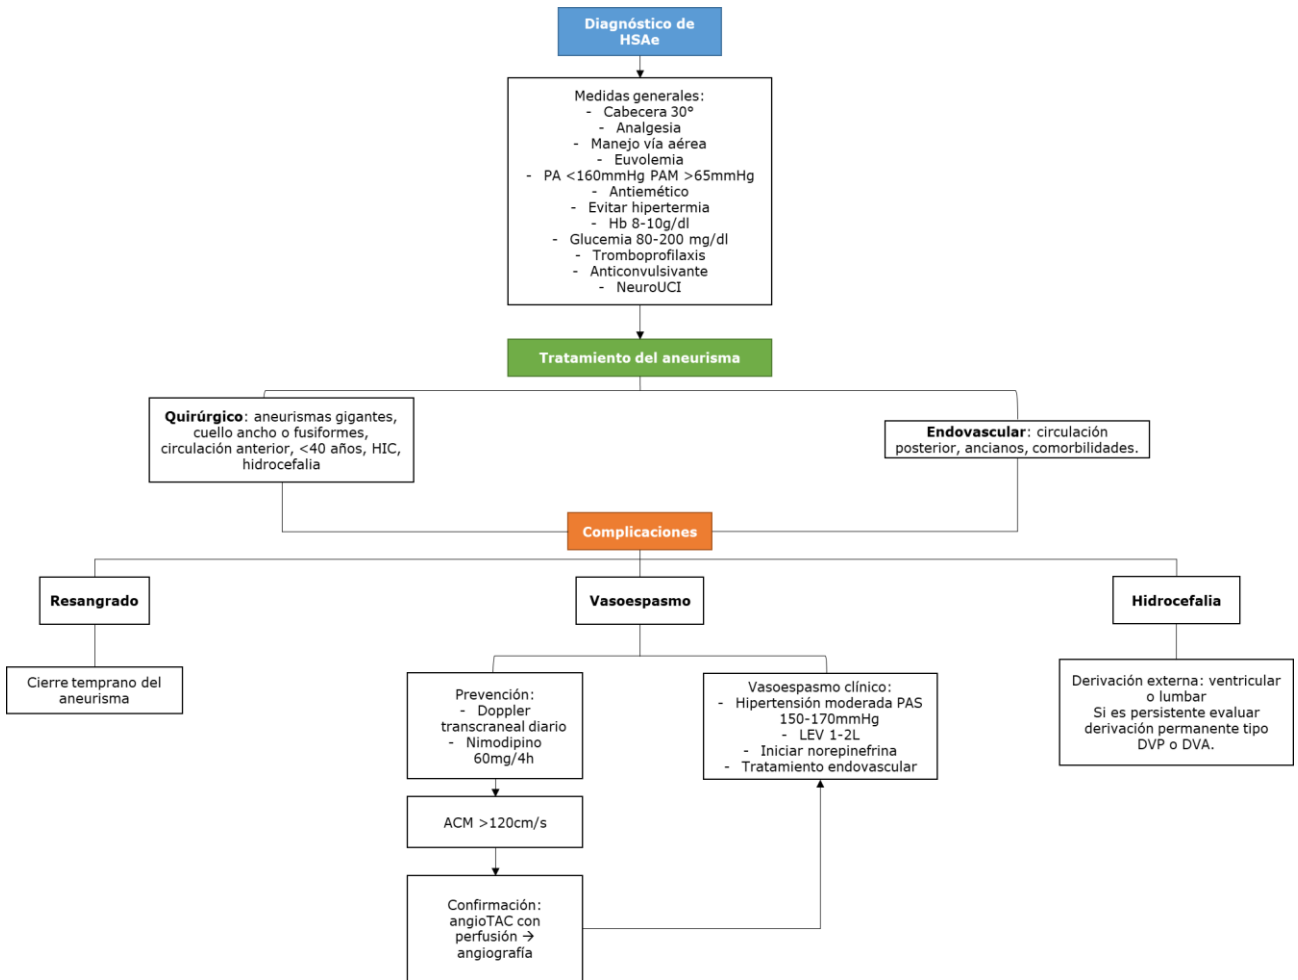 Diagnóstico de
HSAe
Medidas generales:
- Cabecera 30°
- Analgesia
- Manejo vía aérea
- Euvolemia
- PA <160mmHg PAM >65mmHg
- Antiemético
- Evitar hipertermia
- Hb 8-10g/dl
- Glucemia 80-200 mg/dl
- Tromboprofilaxis
- Anticonvulsivante
- NeuroUCI
Tratamiento del aneurisma
Quirúrgico: aneurismas gigantes,
cuello ancho o fusiformes,
circulación anterior, <40 años, HIC,
hidrocefalia
Endovascular: circulación
posterior, ancianos, comorbilidades.
Complicaciones
Resangrado
Vasoespasmo
Hidrocefalia
Cierre temprano del
aneurisma
Prevención:
- Doppler
transcraneal diario
- Nimodipino
60mg/4h
Vasoespasmo clínico:
- Hipertensión moderada PAS
150-170mmHg
- LEV 1-2L
- Iniciar norepinefrina
- Tratamiento endovascular
Derivación externa: ventricular
o lumbar
Si es persistente evaluar
derivación permanente tipo
DVP o DVA.
ACM >120cm/s
Confirmación:
angioTAC con
perfusión →
angiografía